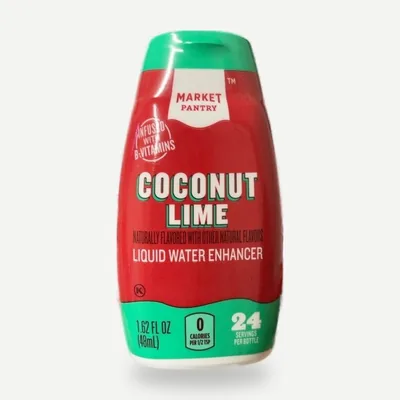 MARKET
PANTRY
™
INFUSED
WITH
B-VITAMINS
COCONUT
LIME
NATURALLY FLAVORED WITH OTHER NATURAL FLAVORS
LIQUID WATER ENHANCER
K
1.62 FL OZ
(48mL)
0
CALORIES
PER 1/2 TSP
24
SERVINGS
PER BOTTLE